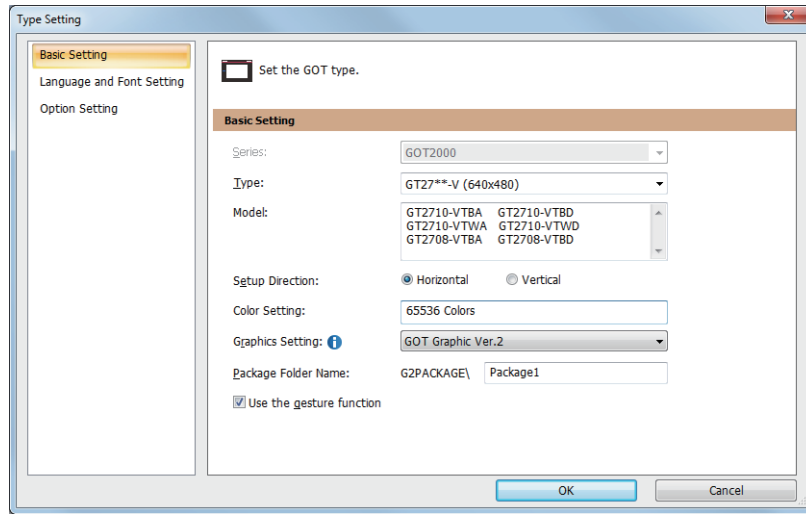 Type Setting
Basic Setting
Language and Font Setting
Option Setting
Set the GOT type.
Basic Setting
Series: GOT2000
Type: GT27**-V (640x480)
Model: GT2710-VTBA GT2710-VTBD
GT2710-VTWA GT2710-VTWD
GT2708-VTBA GT2708-VTBD
Setup Direction: Horizontal Vertical
Color Setting: 65536 Colors
Graphics Setting: GOT Graphic Ver.2
Package Folder Name: G2PACKAGE\ Package1
Use the gesture function
OK Cancel